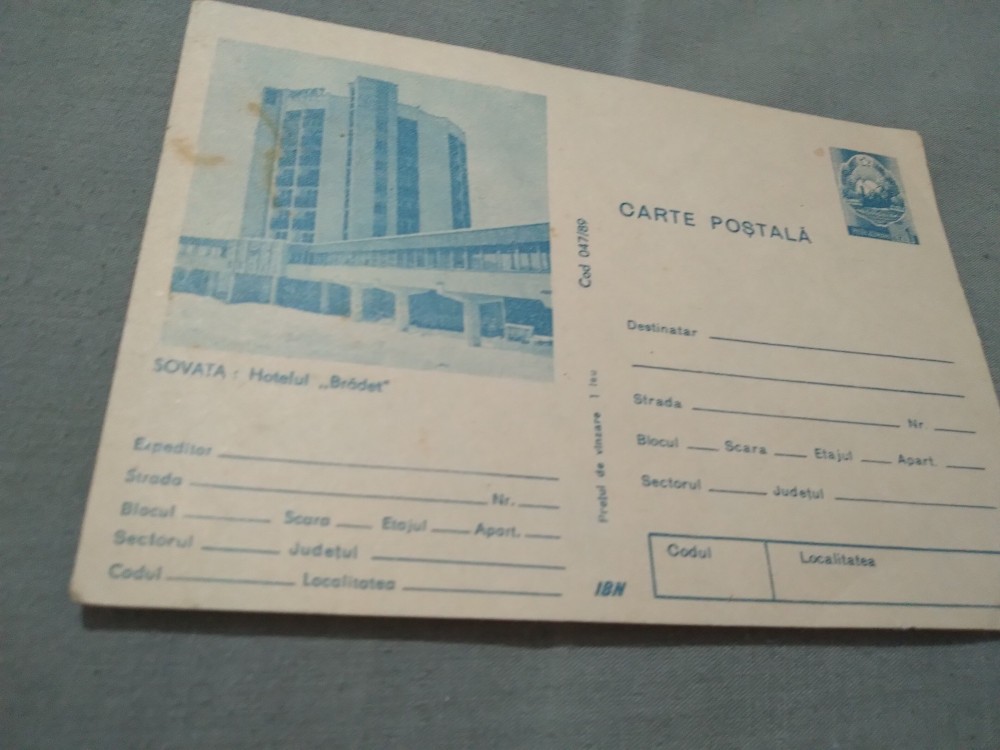 SOVATA : Hotelul „Brădet"
Expeditor
Strada Nr.
Blocul Scara Etajul Apart.
Sectorul Județul
Codul Localitatea
Cod 047/89
Prețul de vînzare 1 leu
IBN
CARTE POȘTALĂ
Destinatar
Strada Nr.
Blocul Scara Etajul Apart.
Sectorul Județul
Codul Localitatea